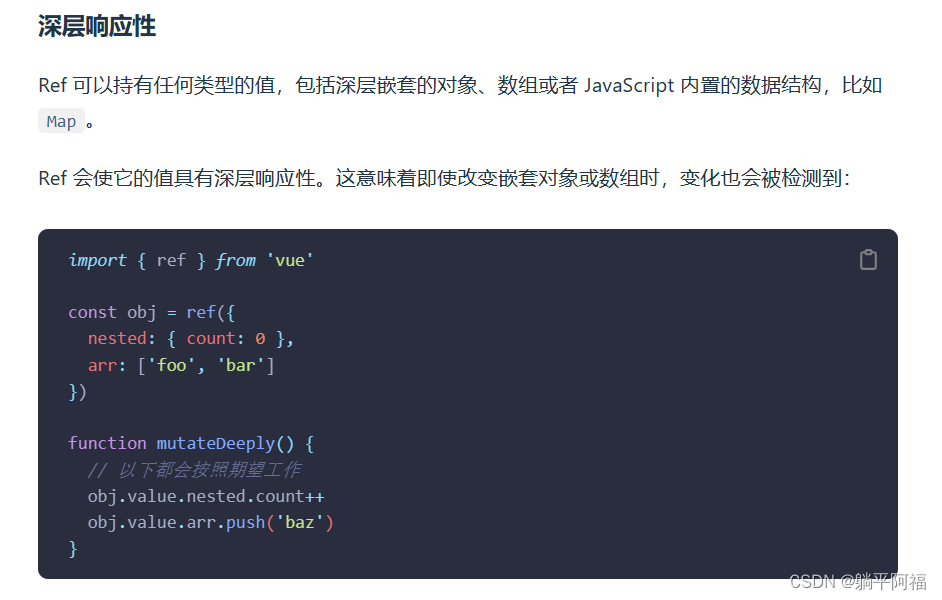 深层响应性
Ref 可以持有任何类型的值，包括深层嵌套的对象、数组或者 JavaScript 内置的数据结构，比如
Map 。
Ref 会使它的值具有深层响应性。这意味着即使改变嵌套对象或数组时，变化也会被检测到：
import { ref } from 'vue'
const obj = ref({
  nested: { count: 0 },
  arr: ['foo', 'bar']
})
function mutateDeeply() {
  // 以下都会按照期望工作
  obj.value.nested.count++
  obj.value.arr.push('baz')
}
CSDN @躺平阿福